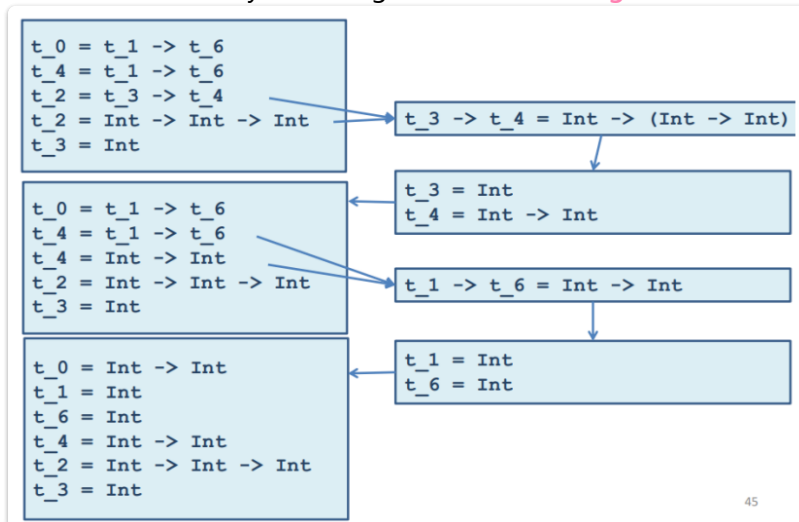 t_0 = t_1 -> t_6
t_4 = t_1 -> t_6
t_2 = t_3 -> t_4
t_2 = Int -> Int -> Int
t_3 = Int
t_3 -> t_4 = Int -> (Int -> Int)
t_3 = Int
t_4 = Int -> Int
t_0 = t_1 -> t_6
t_4 = t_1 -> t_6
t_4 = Int -> Int
t_2 = Int -> Int -> Int
t_3 = Int
t_1 -> t_6 = Int -> Int
t_1 = Int
t_6 = Int
t_0 = Int -> Int
t_1 = Int
t_6 = Int
t_4 = Int -> Int
t_2 = Int -> Int -> Int
t_3 = Int
45